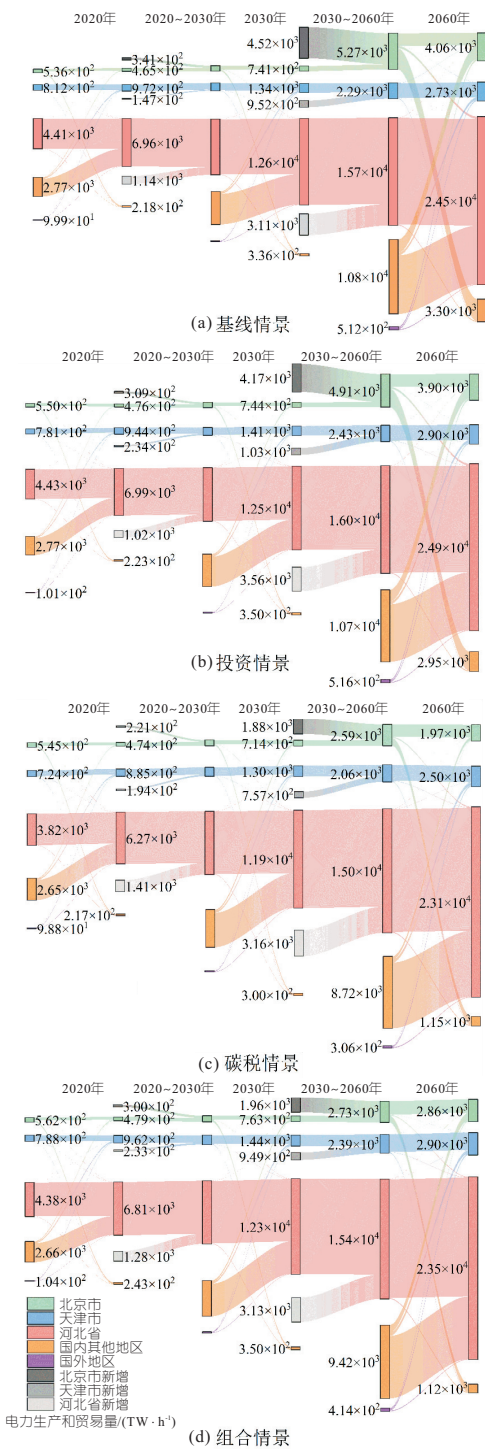 2020年 2020~2030年 2030年 2030~2060年 2060年
3.41×10² 4.52×10³ 5.27×10³ 4.06×10³
5.36×10² 4.65×10² 7.41×10²
8.12×10² 9.72×10² 1.34×10³ 2.29×10³ 2.73×10³
1.47×10² 9.52×10²
4.41×10³ 6.96×10³ 1.26×10⁴ 1.57×10⁴ 2.45×10⁴
2.77×10³ 1.14×10³ 3.11×10³
9.99×10¹ 2.18×10² 3.36×10² 1.08×10⁴ 3.30×10³
5.12×10²
(a) 基线情景
2020年 2020~2030年 2030年 2030~2060年 2060年
3.09×10² 4.17×10³ 4.91×10³ 3.90×10³
5.50×10² 4.76×10² 7.44×10²
7.81×10² 9.44×10² 1.41×10³ 2.43×10³ 2.90×10³
2.34×10² 1.03×10³
4.43×10³ 6.99×10³ 1.25×10⁴ 1.60×10⁴ 2.49×10⁴
2.77×10³ 1.02×10³ 3.56×10³
1.01×10² 2.23×10² 3.50×10² 1.07×10⁴ 2.95×10³
5.16×10²
(b) 投资情景
2020年 2020~2030年 2030年 2030~2060年 2060年
2.21×10² 1.88×10³ 2.59×10³ 1.97×10³
5.45×10² 4.74×10² 7.14×10²
7.24×10² 8.85×10² 1.30×10³ 2.06×10³ 2.50×10³
1.94×10² 7.57×10²
3.82×10³ 6.27×10³ 1.19×10⁴ 1.50×10⁴ 2.31×10⁴
2.65×10³ 1.41×10³ 3.16×10³
9.88×10¹ 2.17×10² 3.00×10² 8.72×10³ 1.15×10³
3.06×10²
(c) 碳税情景
2020年 2020~2030年 2030年 2030~2060年 2060年
3.00×10² 1.96×10³ 2.73×10³ 2.86×10³
5.62×10² 4.79×10² 7.63×10²
7.88×10² 9.62×10² 1.44×10³ 2.39×10³ 2.90×10³
2.33×10² 9.49×10²
4.38×10³ 6.81×10³ 1.23×10⁴ 1.54×10⁴ 2.35×10⁴
2.66×10³ 1.28×10³ 3.13×10³
1.04×10² 2.43×10² 3.50×10² 9.42×10³ 1.12×10³
4.14×10²
北京市
天津市
河北省
国内其他地区
国外地区
北京市新增
天津市新增
河北省新增
电力生产和贸易量/(TW·h⁻¹)
(d) 组合情景